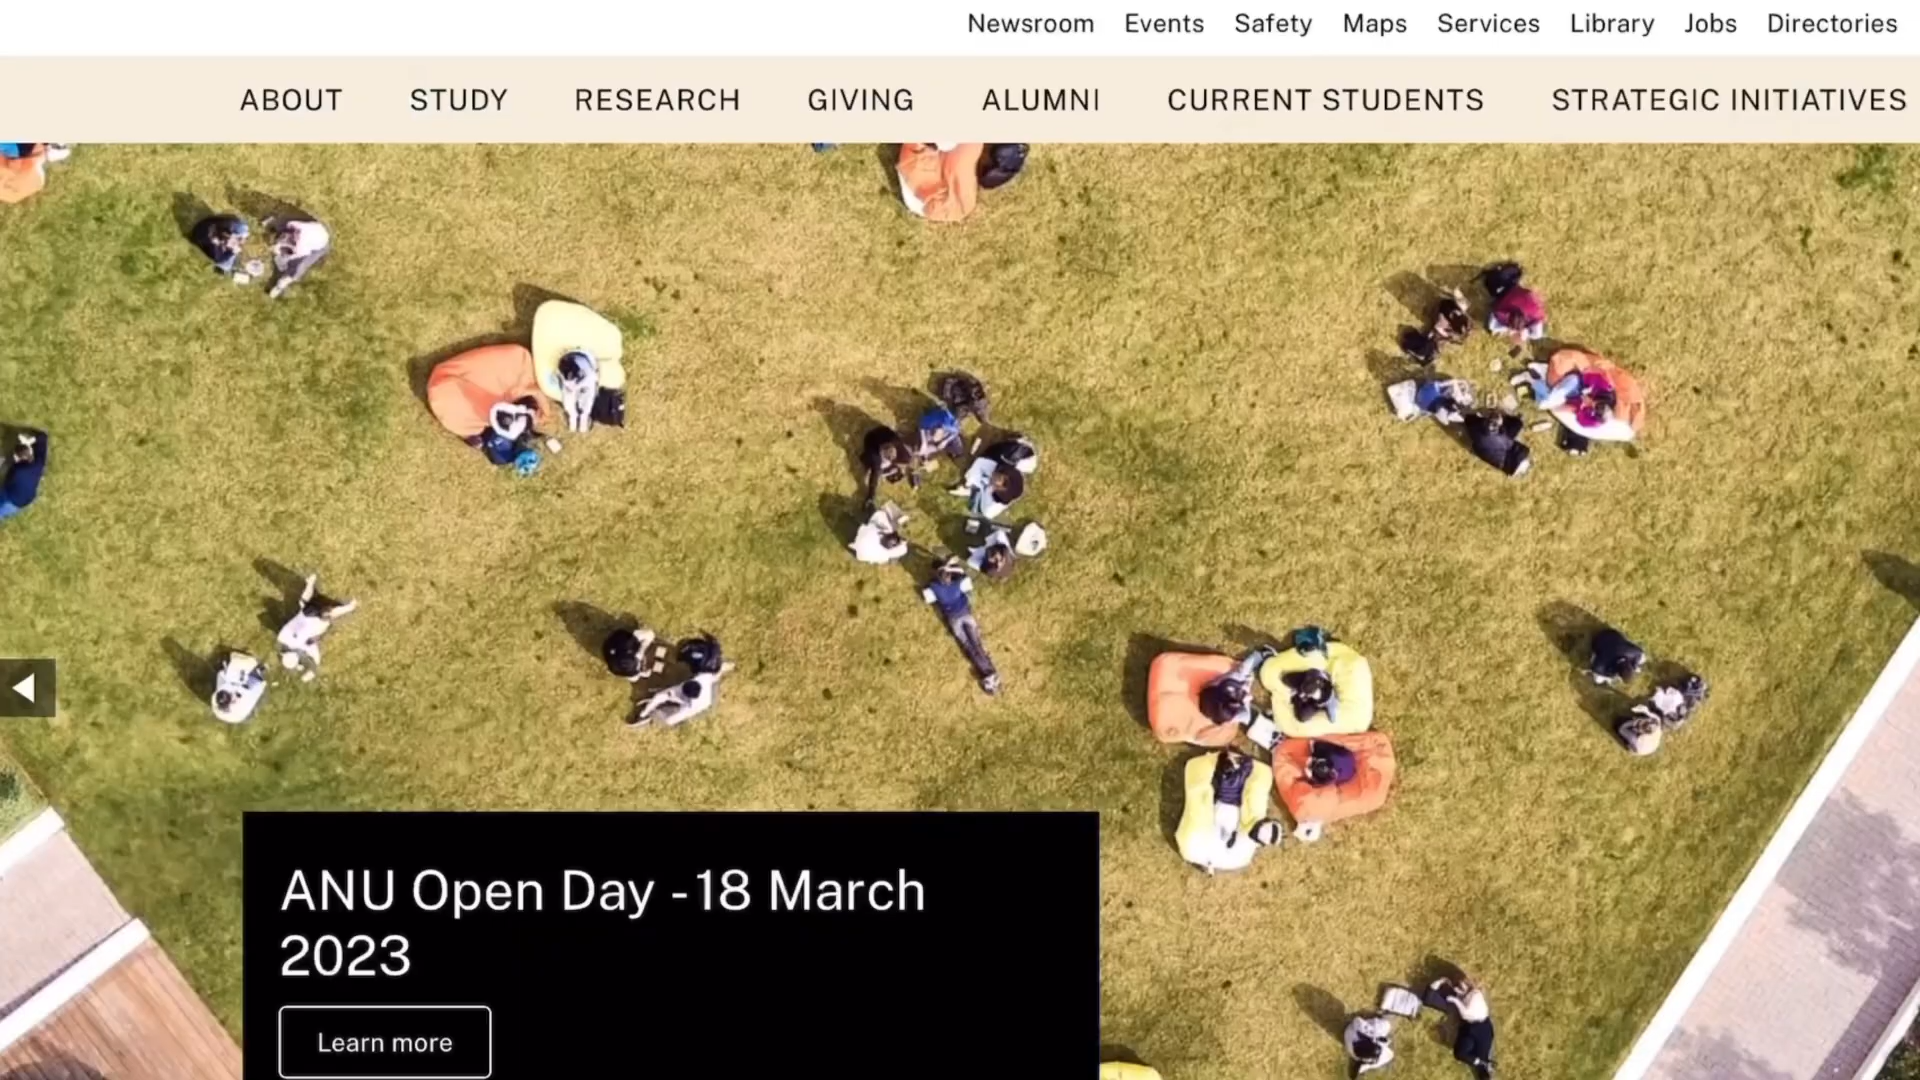 Newsroom Events Safety Maps Services Library Jobs Directories
ABOUT STUDY RESEARCH GIVING ALUMNI CURRENT STUDENTS STRATEGIC INITIATIVES
ANU Open Day - 18 March
2023
Learn more